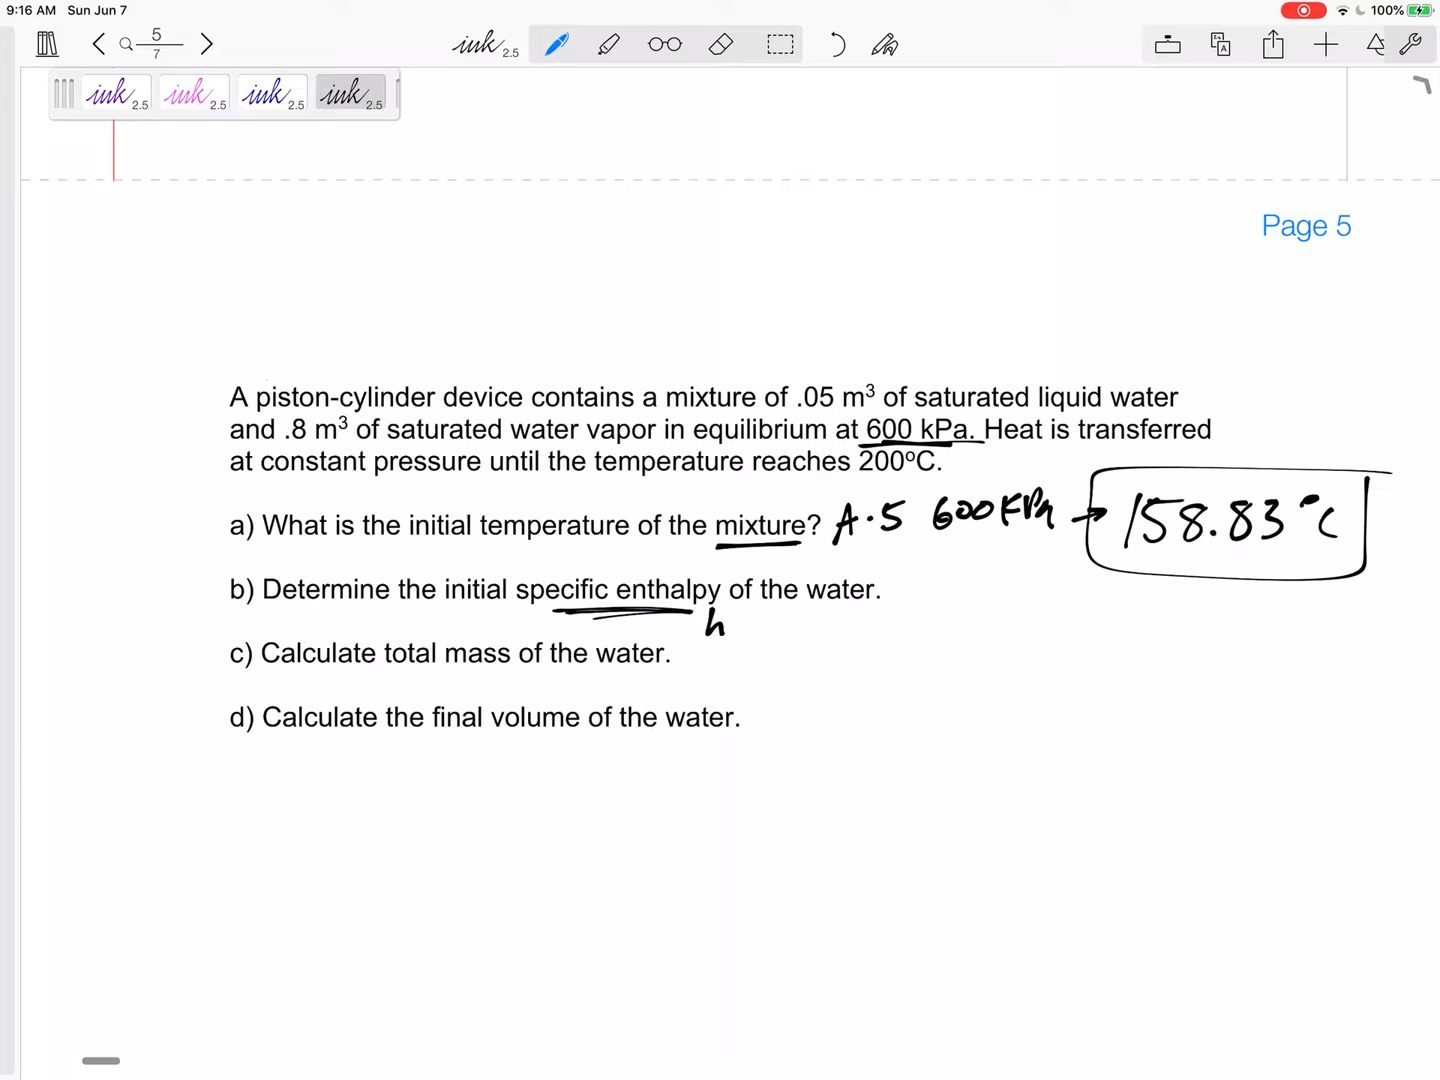 9:16 AM Sun Jun 7
100%
5
7
ink 2.5
ink 2.5
ink 2.5
ink 2.5
ink 2.5
Page 5
A piston-cylinder device contains a mixture of .05 m³ of saturated liquid water
and .8 m³ of saturated water vapor in equilibrium at 600 kPa. Heat is transferred
at constant pressure until the temperature reaches 200ºC.
a) What is the initial temperature of the mixture? A.5 600 KPa → 158.83 °C
b) Determine the initial specific enthalpy of the water.
h
c) Calculate total mass of the water.
d) Calculate the final volume of the water.